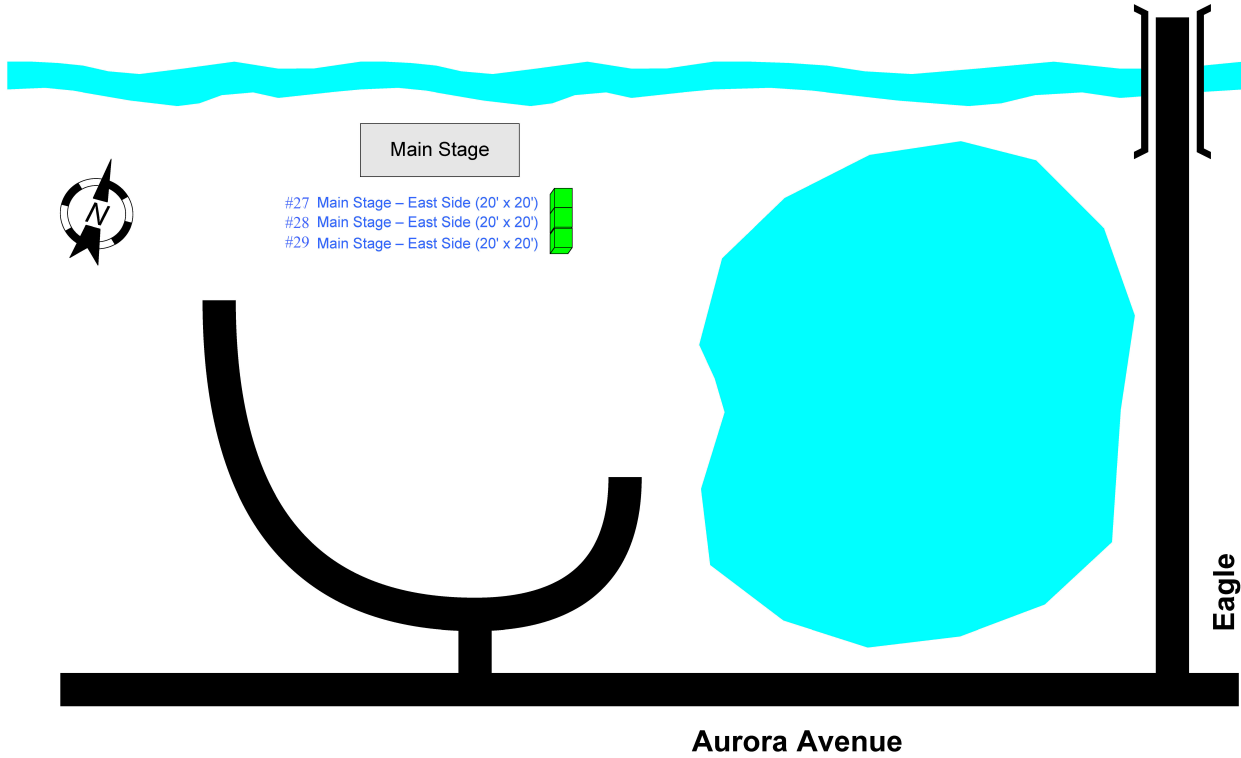 Main Stage
N
#27 Main Stage – East Side (20' x 20')
#28 Main Stage – East Side (20' x 20')
#29 Main Stage – East Side (20' x 20')
Eagle
Aurora Avenue